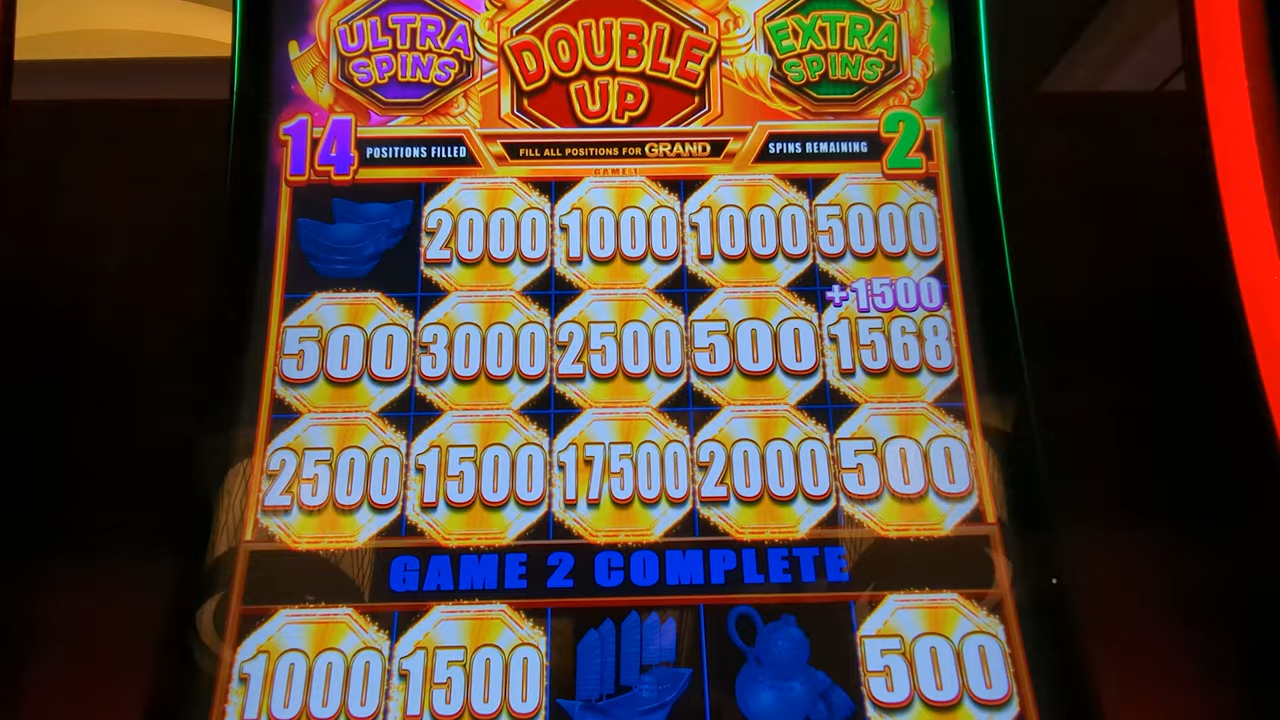 ULTRA SPINS
DOUBLE UP
EXTRA SPINS
14 POSITIONS FILLED
FILL ALL POSITIONS FOR GRAND
SPINS REMAINING 2
GAME 1
2000 1000 1000 5000
+1500
500 3000 2500 500 1568
2500 1500 17500 2000 500
GAME 2 COMPLETE
1000 1500 500